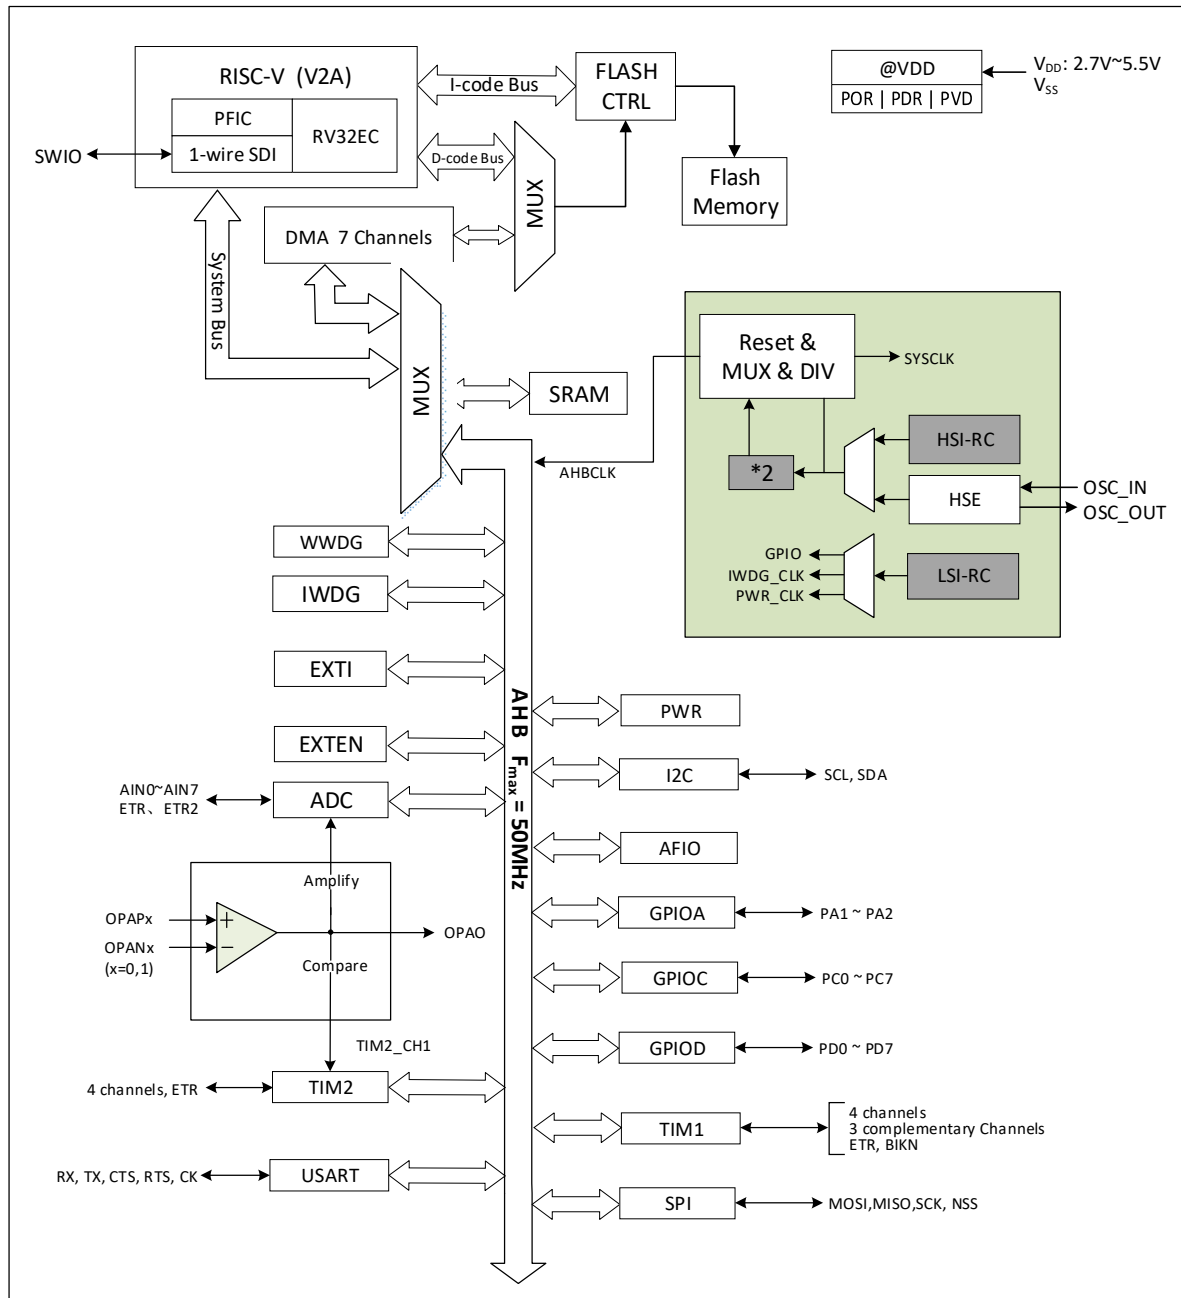 RISC-V (V2A)
PFIC
1-wire SDI
RV32EC
SWIO
I-code Bus
D-code Bus
FLASH
CTRL
MUX
Flash
Memory
@VDD
POR | PDR | PVD
VDD: 2.7V~5.5V
VSS
DMA 7 Channels
System Bus
MUX
SRAM
Reset &
MUX & DIV
SYSCLK
AHBCLK
*2
HSI-RC
HSE
OSC_IN
OSC_OUT
GPIO
IWDG_CLK
PWR_CLK
LSI-RC
WWDG
IWDG
EXTI
EXTEN
AIN0~AIN7
ETR、ETR2
ADC
Amplify
OPAPx
OPANx
(x=0,1)
+
−
OPAO
Compare
TIM2_CH1
4 channels, ETR
TIM2
RX, TX, CTS, RTS, CK
USART
AHB Fmax = 50MHz
PWR
I2C
SCL, SDA
AFIO
GPIOA
PA1 ~ PA2
GPIOC
PC0 ~ PC7
GPIOD
PD0 ~ PD7
TIM1
4 channels
3 complementary Channels
ETR, BIKN
SPI
MOSI,MISO,SCK, NSS